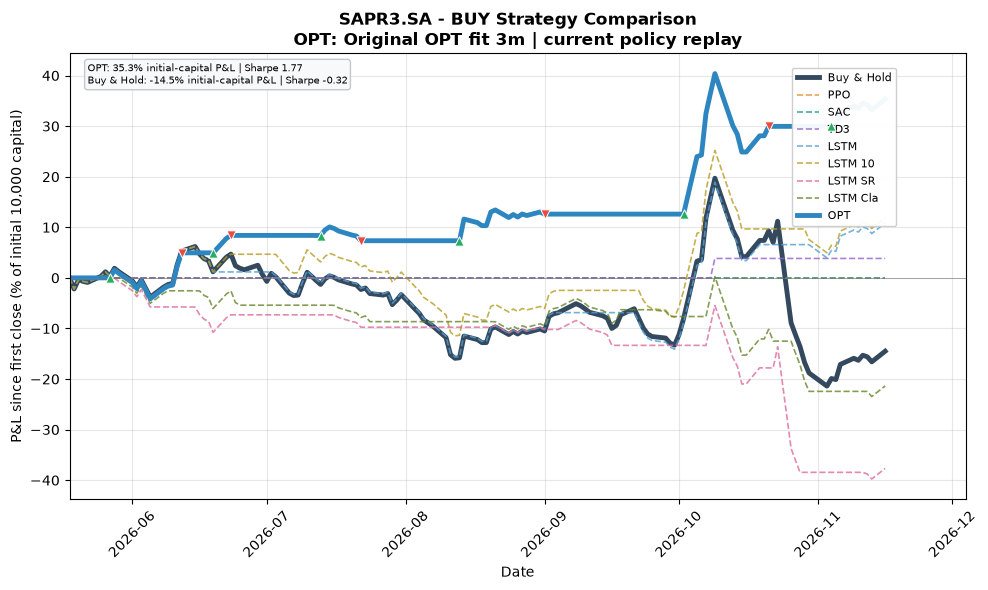 SAPR3.SA - BUY Strategy Comparison
OPT: Original OPT fit 3m | current policy replay
OPT: 35.3% initial-capital P&L | Sharpe 1.77
Buy & Hold: -14.5% initial-capital P&L | Sharpe -0.32
Buy & Hold
PPO
SAC
TD3
LSTM
LSTM 10
LSTM SR
LSTM Cla
OPT
P&L since first close (% of initial 10,000 capital)
40
30
20
10
0
−10
−20
−30
−40
2026-06
2026-07
2026-08
2026-09
2026-10
2026-11
2026-12
Date